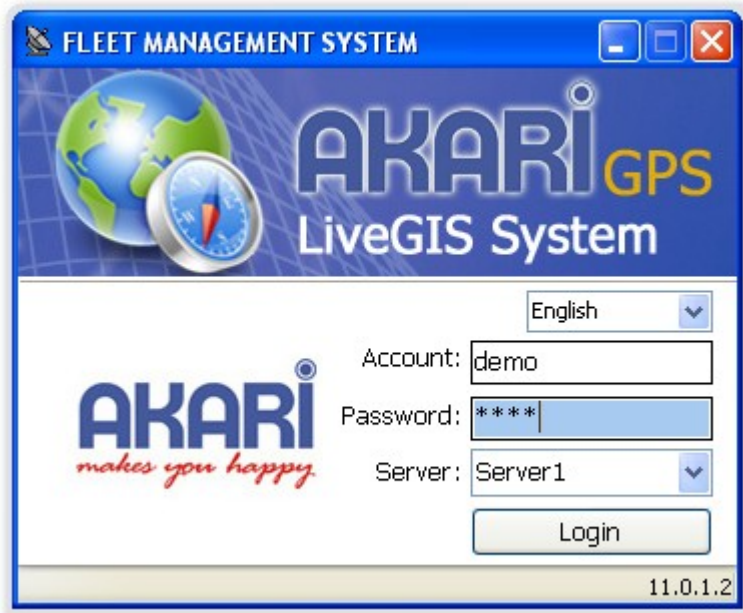 FLEET MANAGEMENT SYSTEM
AKARI GPS
LiveGIS System
English
Account: demo
AKARI
makes you happy
Password: ****
Server: Server1
Login
11.0.1.2